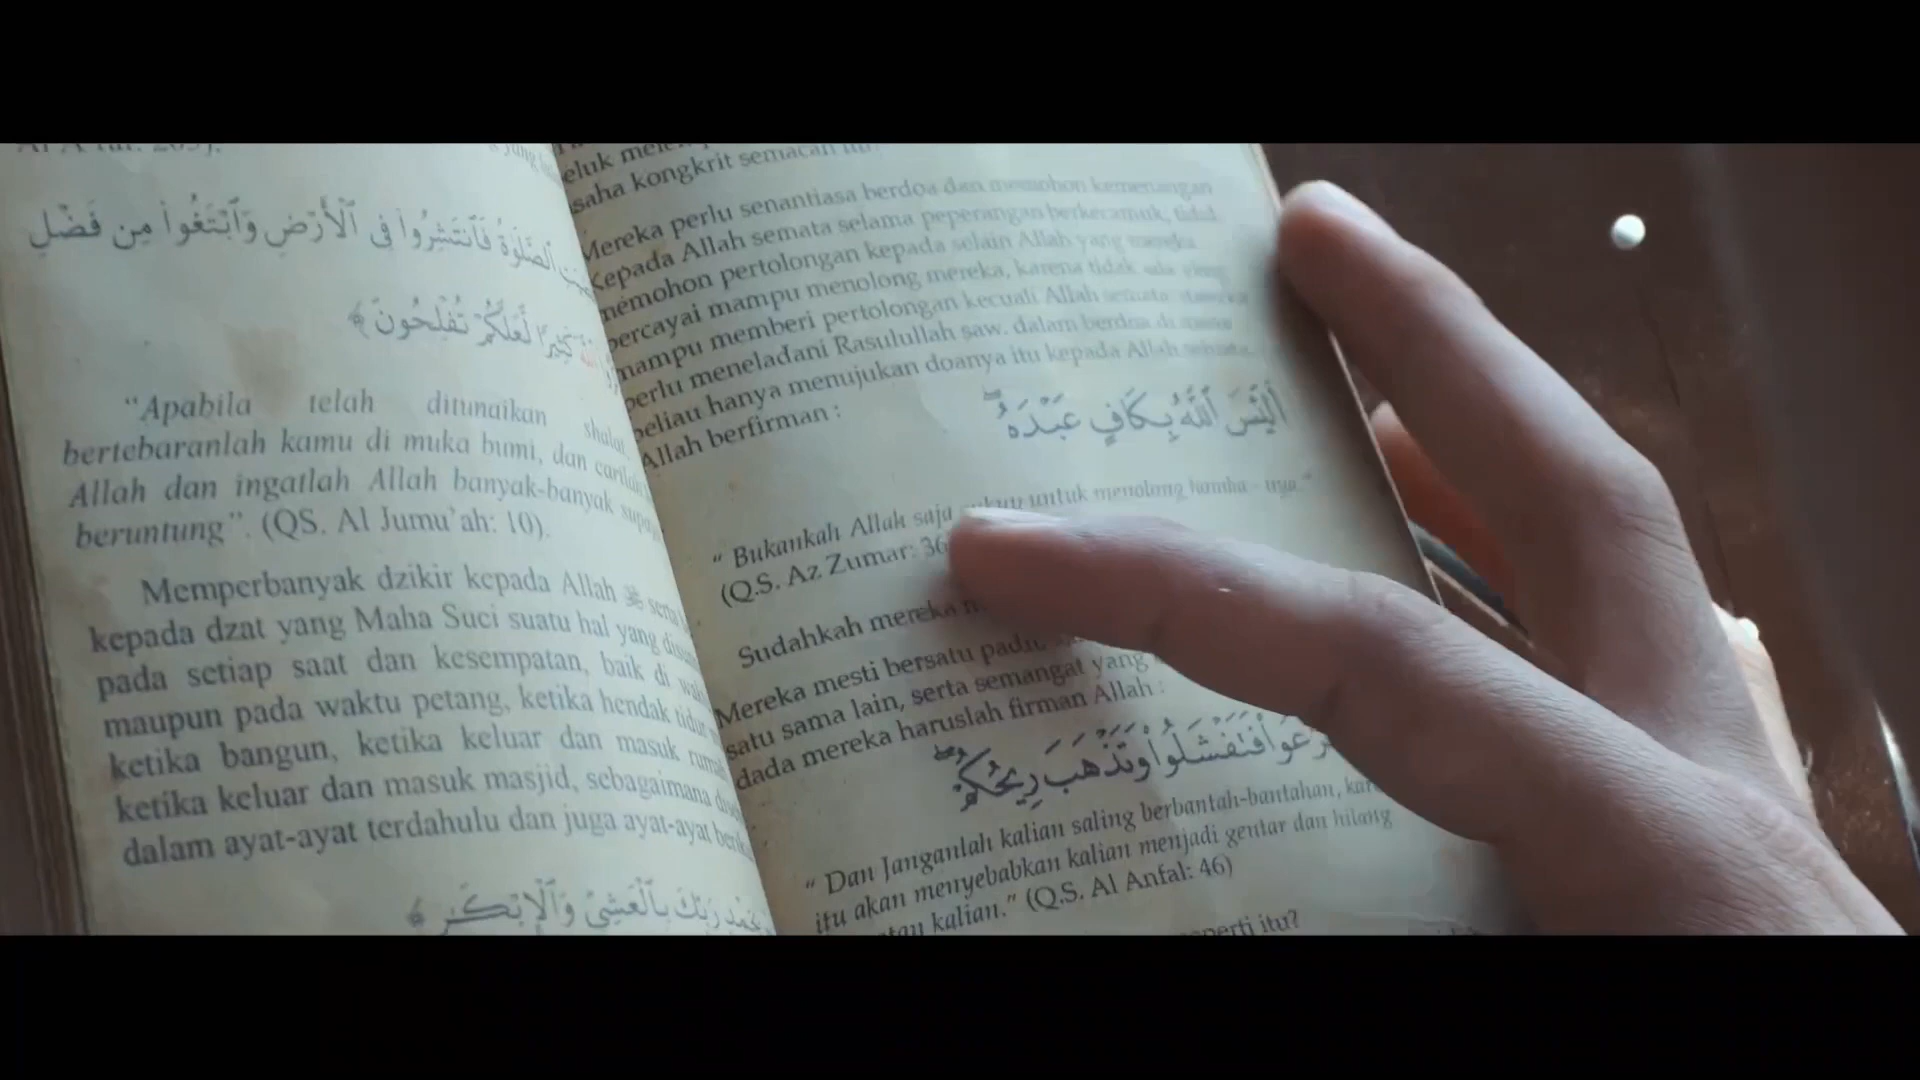 فَٱنتَشِرُوا۟ فِى ٱلْأَرْضِ وَٱبْتَغُوا۟ مِن فَضْلِ
لَّعَلَّكُمْ تُفْلِحُونَ
“Apabila telah ditunaikan shalat,
bertebaranlah kamu di muka bumi, dan
Allah dan ingatlah Allah banyak-banyak
beruntung”. (QS. Al Jumu’ah: 10).
Memperbanyak dzikir kepada Allah
kepada dzat yang Maha Suci suatu hal yang
pada setiap saat dan kesempatan, baik di
maupun pada waktu petang, ketika hendak tidur
ketika bangun, ketika keluar dan masuk
ketika keluar dan masuk masjid, sebagaimana
dalam ayat-ayat terdahulu dan juga ayat-ayat
رَبِّكَ بِٱلْعَشِىِّ وَٱلْإِبْكَـٰرِ
kongkrit semacam itu.
Mereka perlu senantiasa berdoa dan memohon kemenangan
kepada Allah semata selama peperangan berkecamuk, tidak
memohon pertolongan kepada selain Allah yang mereka
percayai mampu menolong mereka, karena tidak ada yang
mampu memberi pertolongan kecuali Allah semata.
perlu meneladani Rasulullah saw. dalam berdoa di mana
beliau hanya menujukan doanya itu kepada Allah semata.
Allah berfirman :
أَلَيْسَ ٱللَّهُ بِكَافٍ عَبْدَهُۥ
“ Bukankah Allah saja untuk menolong hamba - nya.”
(Q.S. Az Zumar: 36
Sudahkah mereka
Mereka mesti bersatu padu,
satu sama lain, serta semangat yang
dada mereka haruslah firman Allah :
فَتَفْشَلُوا۟ وَتَذْهَبَ رِيحُكُمْ
“ Dan Janganlah kalian saling berbantah-bantahan,
itu akan menyebabkan kalian menjadi gentar dan hilang
kalian.” (Q.S. Al Anfal: 46)
itu?